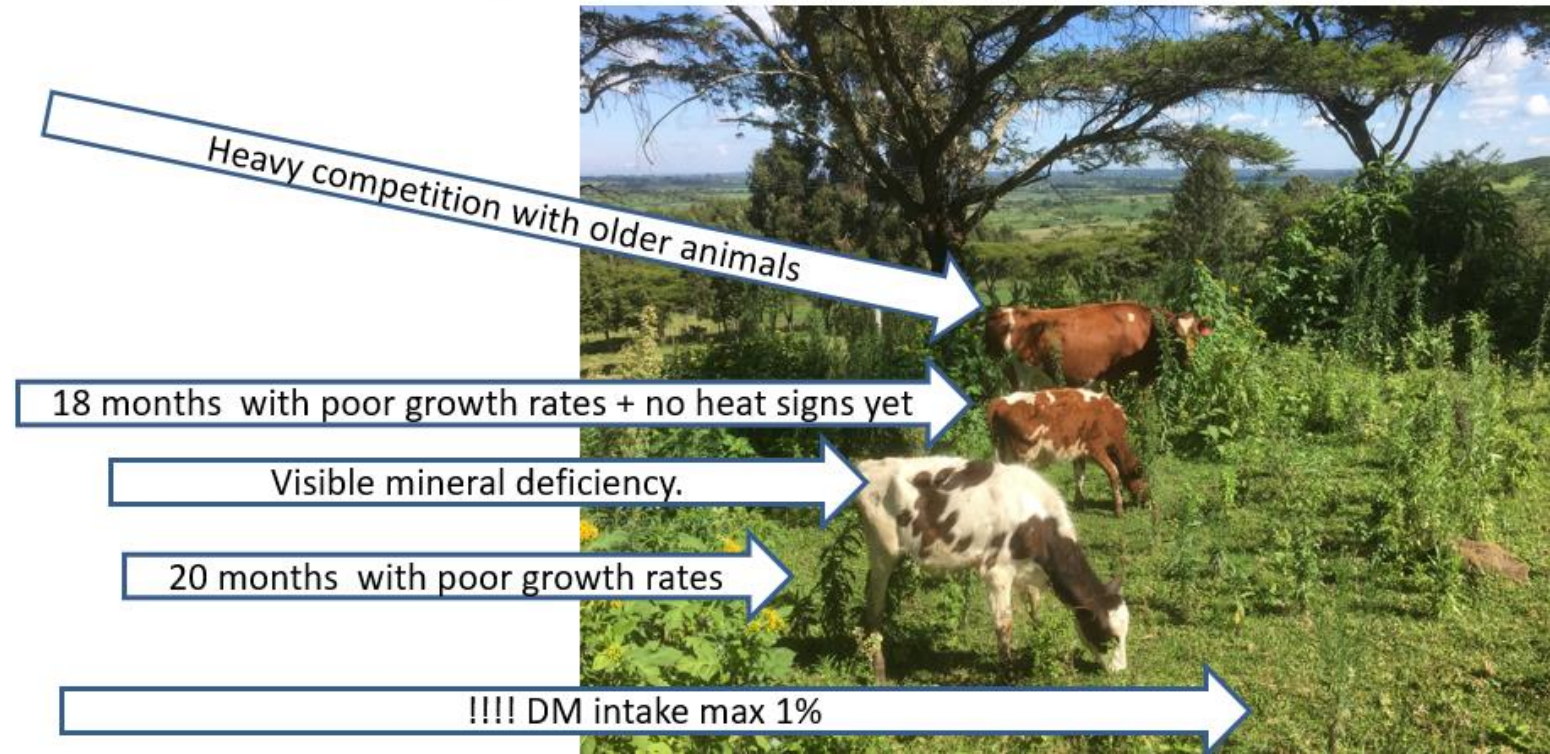 Heavy competition with older animals
18 months with poor growth rates + no heat signs yet
Visible mineral deficiency.
20 months with poor growth rates
!!!! DM intake max 1%